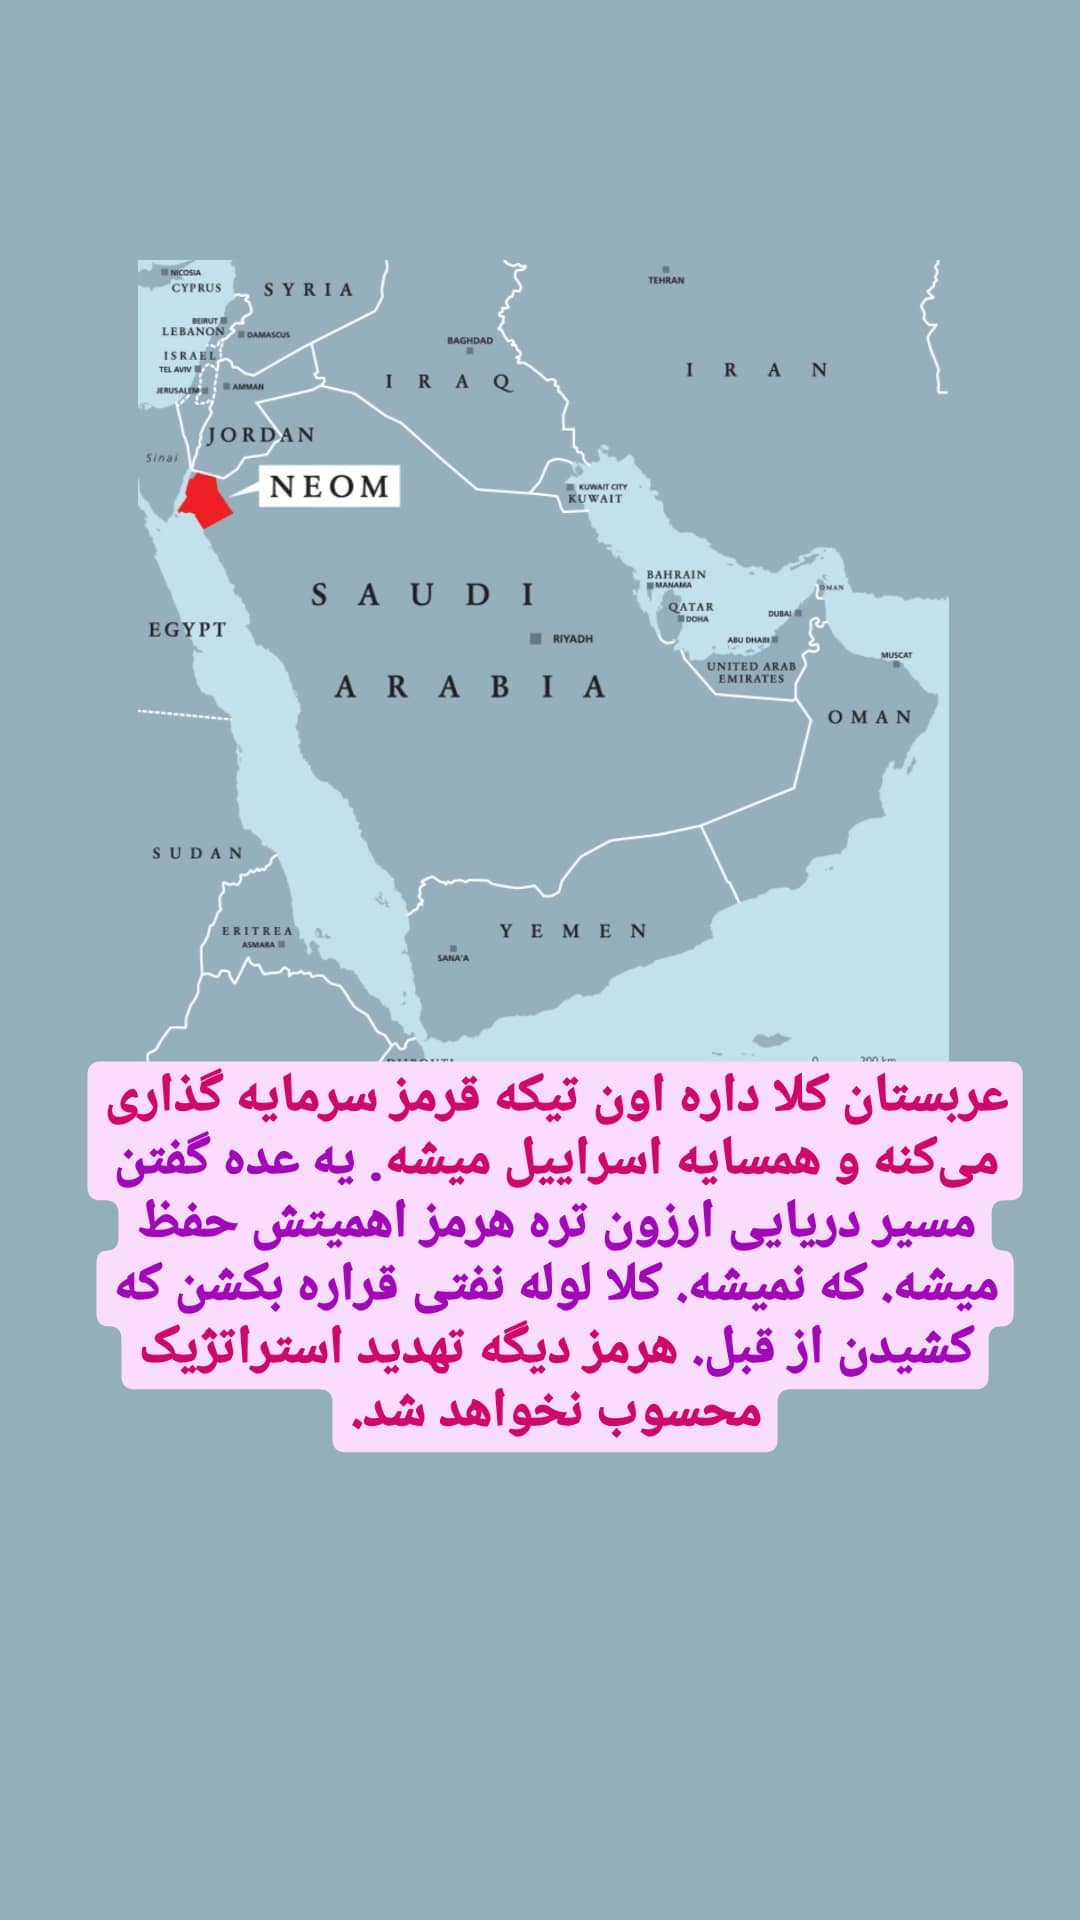 NICOSIA
CYPRUS
SYRIA
TEHRAN
BEIRUT
LEBANON
DAMASCUS
BAGHDAD
ISRAEL
TEL AVIV
IRAQ
IRAN
JERUSALEM
AMMAN
JORDAN
Sinai
NEOM
KUWAIT CITY
KUWAIT
BAHRAIN
MANAMA
OMAN
SAUDI
QATAR
DOHA
DUBAI
EGYPT
RIYADH
ABU DHABI
MUSCAT
UNITED ARAB
EMIRATES
ARABIA
OMAN
SUDAN
ERITREA
ASMARA
YEMEN
SANA'A
0 200 km
عربستان کلا داره اون تیکه قرمز سرمایه گذاری
می‌کنه و همسایه اسراییل میشه. یه عده گفتن
مسیر دریایی ارزون تره هرمز اهمیتش حفظ
میشه. که نمیشه. کلا لوله نفتی قراره بکشن که
کشیدن از قبل. هرمز دیگه تهدید استراتژیک
محسوب نخواهد شد.